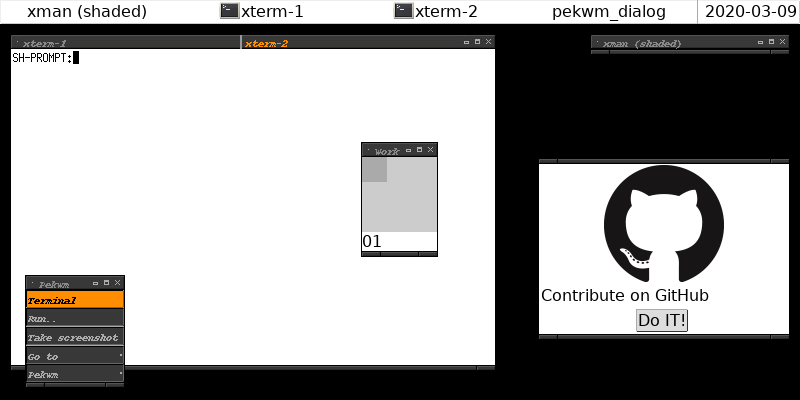 xman (shaded) xterm-1 xterm-2 pekwm_dialog 2020-03-09
xterm-1 xterm-2
xman (shaded)
SH-PROMPT:
Work
01
Pekwm
Terminal
Run..
Take screenshot
Go to
Pekwm
Contribute on GitHub
Do IT!